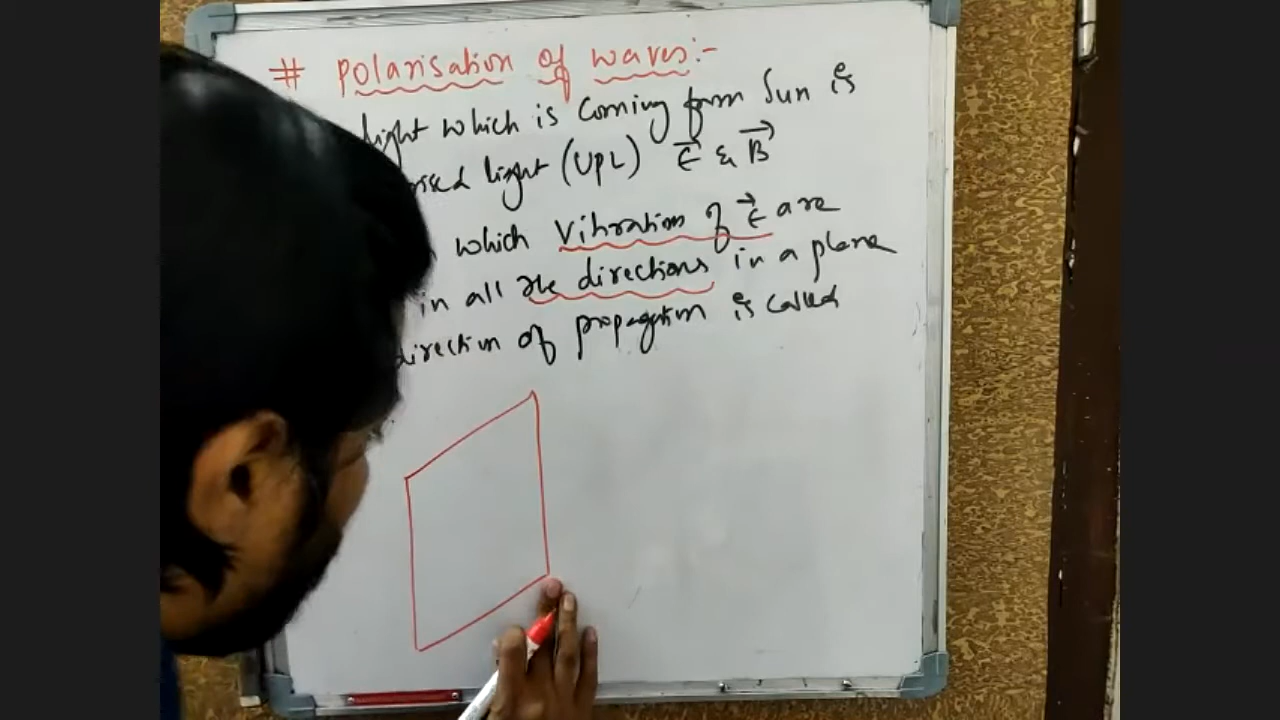 # Polarisation of waves:-
light which is coming from Sun is
rised light (UPL) E & B
which vibration of E are
in all the directions in a plane
direction of propagation is called